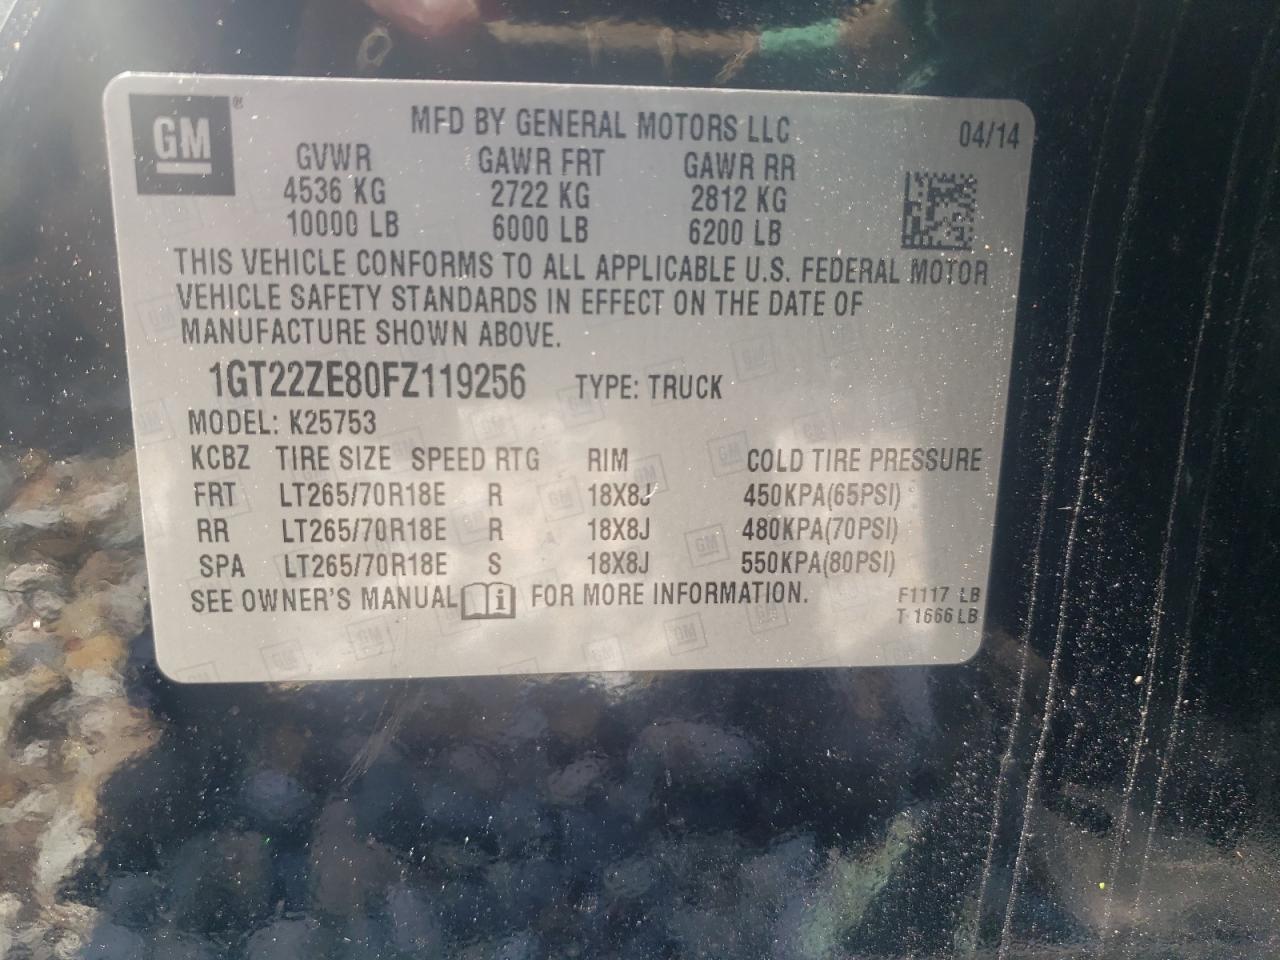 GM®
MFD BY GENERAL MOTORS LLC 04/14
GVWR GAWR FRT GAWR RR
4536 KG 2722 KG 2812 KG
10000 LB 6000 LB 6200 LB
THIS VEHICLE CONFORMS TO ALL APPLICABLE U.S. FEDERAL MOTOR
VEHICLE SAFETY STANDARDS IN EFFECT ON THE DATE OF
MANUFACTURE SHOWN ABOVE.
1GT22ZE80FZ119256 TYPE: TRUCK
MODEL: K25753
KCBZ TIRE SIZE SPEED RTG RIM COLD TIRE PRESSURE
FRT LT265/70R18E R 18X8J 450KPA(65PSI)
RR LT265/70R18E R 18X8J 480KPA(70PSI)
SPA LT265/70R18E S 18X8J 550KPA(80PSI)
SEE OWNER'S MANUAL i FOR MORE INFORMATION.
F1117 LB
T 1666 LB